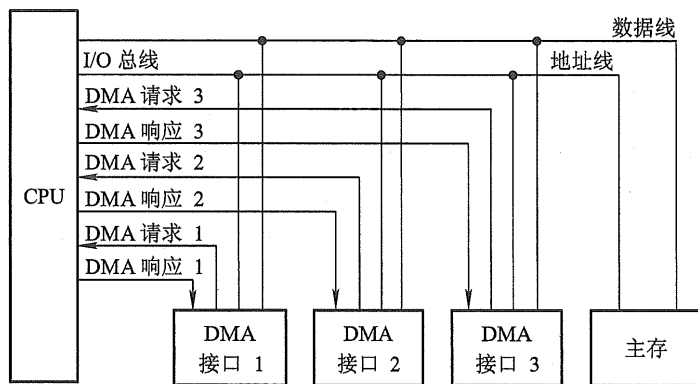 数据线
I/O 总线
地址线
DMA 请求 3
DMA 响应 3
DMA 请求 2
CPU
DMA 响应 2
DMA 请求 1
DMA 响应 1
DMA
接口 1
DMA
接口 2
DMA
接口 3
主存